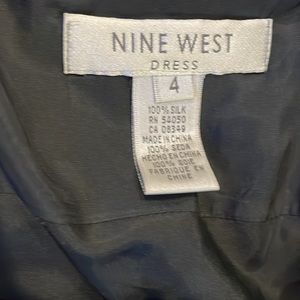 NINE WEST
DRESS
4
100% SILK
RN 54050
CA 08349
MADE IN CHINA
100% SEDA
HECHO EN CHINA
100% SOIE
FABRIQUE EN
CHINE